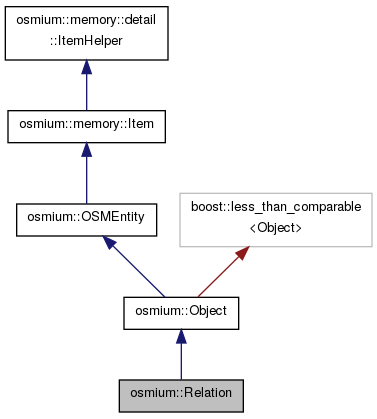 osmium::memory::detail
::ItemHelper
osmium::memory::Item
osmium::OSMEntity
boost::less_than_comparable
<Object>
osmium::Object
osmium::Relation